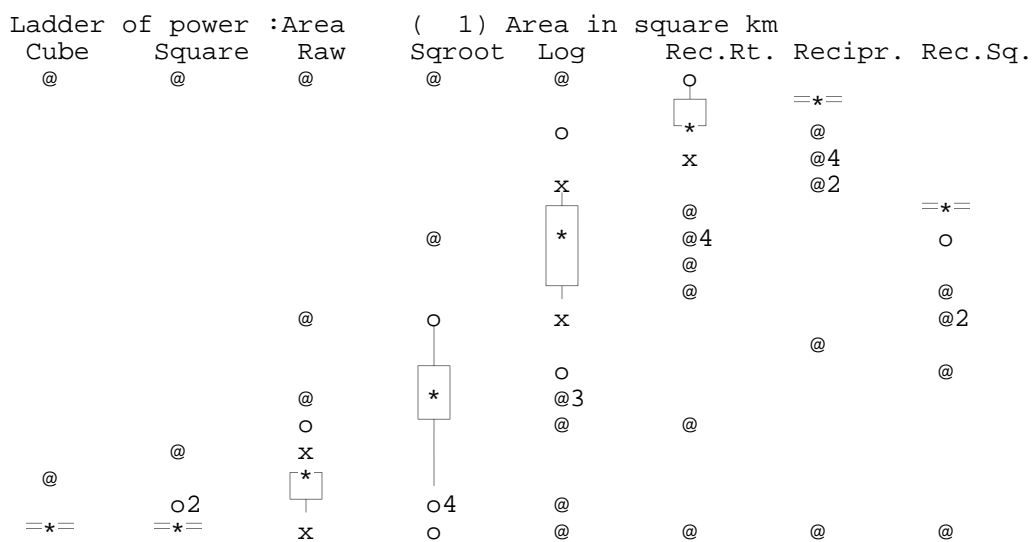 Ladder of power :Area ( 1) Area in square km
Cube Square Raw Sqroot Log Rec.Rt. Recipr. Rec.Sq.
@ @ @ @ @ o
=*=
o * @
x @4
x @2
@ =*=
@ * @4 o
@
@ @
@ o x @2
@
o @
@ * @3
o @ @
@ x
@ *
o2 o4 @
=*= =*= x o @ @ @ @